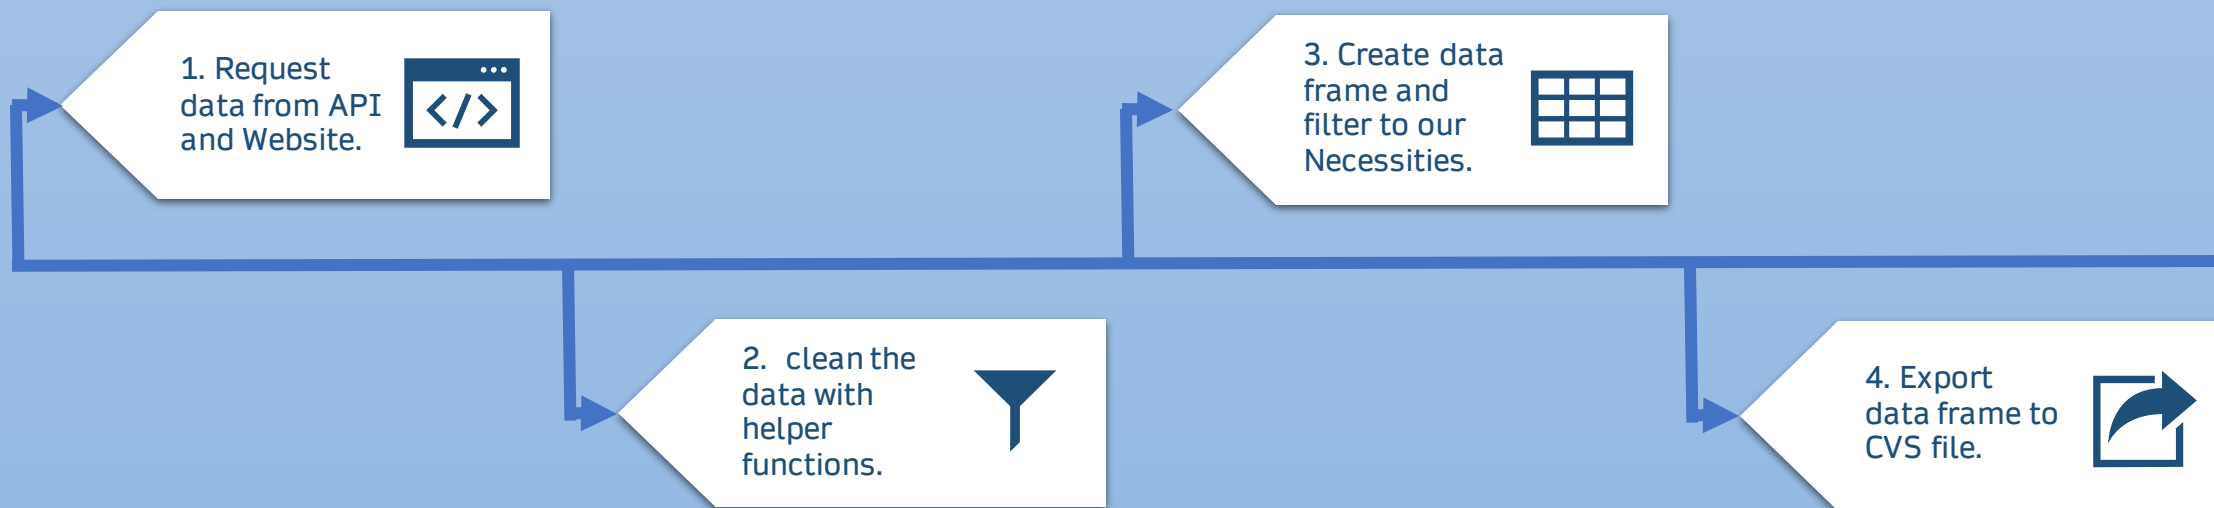 1. Request
data from API
and Website.
</>
2. clean the
data with
helper
functions.
3. Create data
frame and
filter to our
Necessities.
4. Export
data frame to
CVS file.